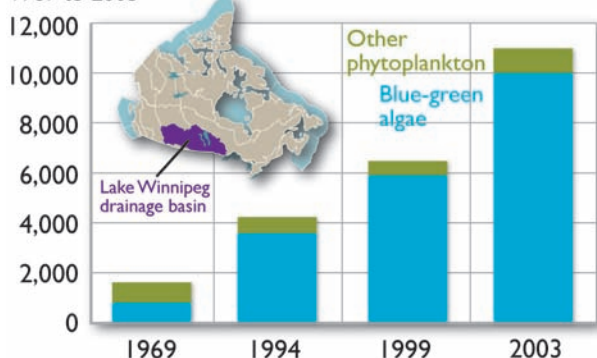 12,000
10,000
8,000
6,000
4,000
2,000
0
Other
phytoplankton
Blue-green
algae
Lake Winnipeg
drainage basin
1969
1994
1999
2003